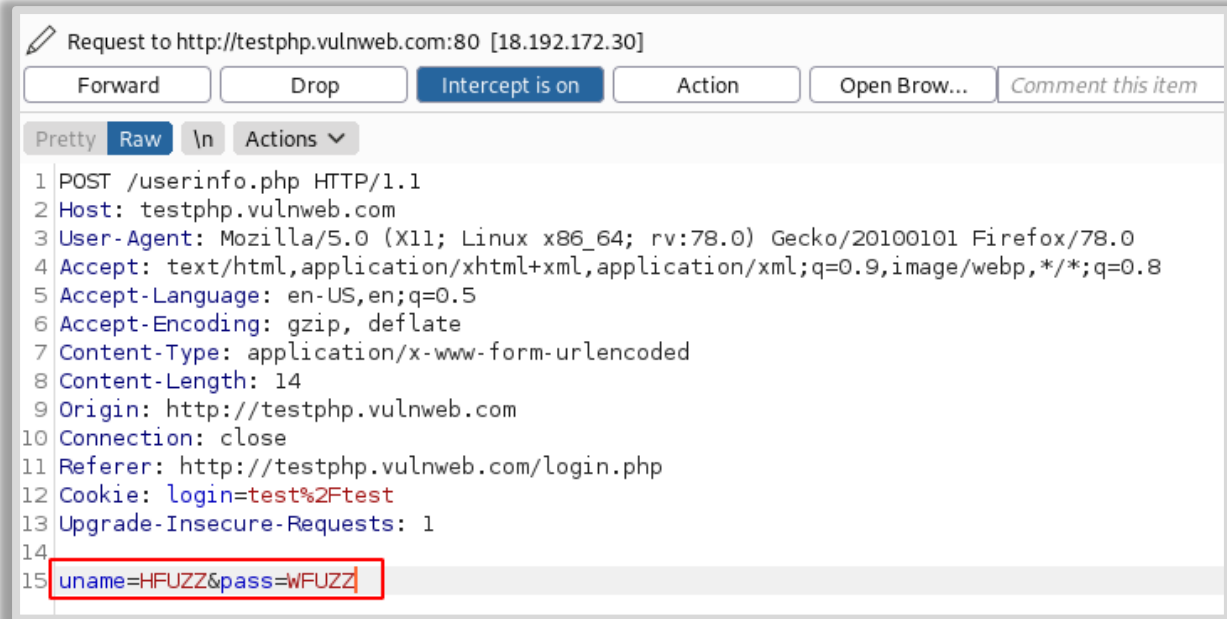 Request to http://testphp.vulnweb.com:80 [18.192.172.30]
Forward Drop Intercept is on Action Open Brow... Comment this item
Pretty Raw \n Actions
1 POST /userinfo.php HTTP/1.1
2 Host: testphp.vulnweb.com
3 User-Agent: Mozilla/5.0 (X11; Linux x86_64; rv:78.0) Gecko/20100101 Firefox/78.0
4 Accept: text/html,application/xhtml+xml,application/xml;q=0.9,image/webp,*/*;q=0.8
5 Accept-Language: en-US,en;q=0.5
6 Accept-Encoding: gzip, deflate
7 Content-Type: application/x-www-form-urlencoded
8 Content-Length: 14
9 Origin: http://testphp.vulnweb.com
10 Connection: close
11 Referer: http://testphp.vulnweb.com/login.php
12 Cookie: login=test%2Ftest
13 Upgrade-Insecure-Requests: 1
14
15 uname=HFUZZ&pass=WFUZZ